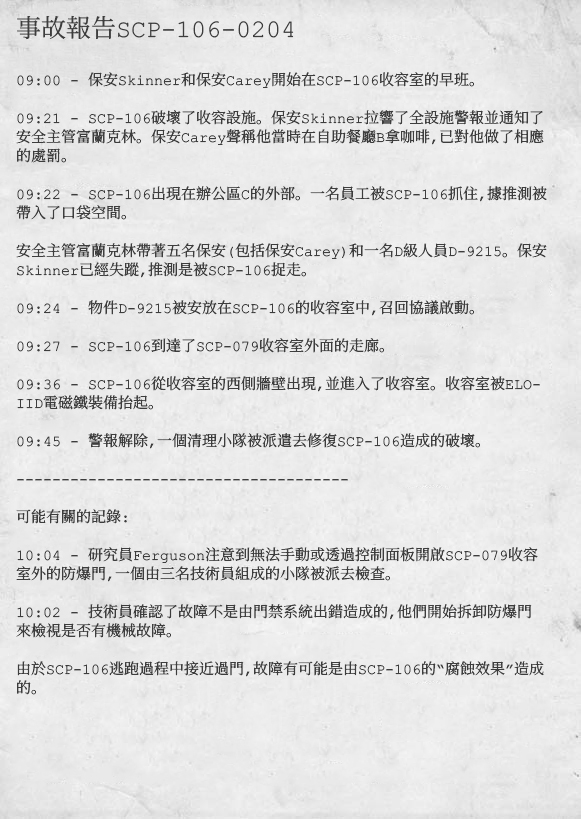 事故報告SCP-106-0204
09:00 - 保安Skinner和保安Carey開始在SCP-106收容室的早班。
09:21 - SCP-106破壞了收容設施。保安Skinner拉響了全設施警報並通知了
安全主管富蘭克林。保安Carey聲稱他當時在自助餐廳B拿咖啡,已對他做了相應
的處罰。
09:22 - SCP-106出現在辦公區C的外部。一名員工被SCP-106抓住,據推測被
帶入了口袋空間。
安全主管富蘭克林帶著五名保安(包括保安Carey)和一名D級人員D-9215。保安
Skinner已經失蹤,推測是被SCP-106捉走。
09:24 - 物件D-9215被安放在SCP-106的收容室中,召回協議啟動。
09:27 - SCP-106到達了SCP-079收容室外面的走廊。
09:36 - SCP-106從收容室的西側牆壁出現,並進入了收容室。收容室被ELO-
IID電磁鐵裝備抬起。
09:45 - 警報解除,一個清理小隊被派遣去修復SCP-106造成的破壞。
-------------------------------------
可能有關的記錄:
10:04 - 研究員Ferguson注意到無法手動或透過控制面板開啟SCP-079收容
室外的防爆門,一個由三名技術員組成的小隊被派去檢查。
10:02 - 技術員確認了故障不是由門禁系統出錯造成的,他們開始拆卸防爆門
來檢視是否有機械故障。
由於SCP-106逃跑過程中接近過門,故障有可能是由SCP-106的“腐蝕效果”造成
的。